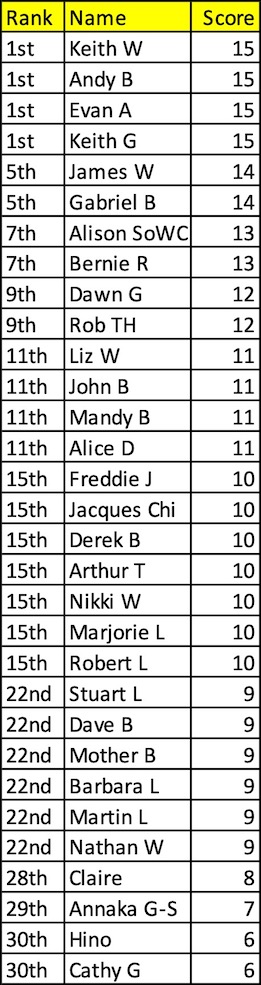 Rank Name Score
1st Keith W 15
1st Andy B 15
1st Evan A 15
1st Keith G 15
5th James W 14
5th Gabriel B 14
7th Alison SoWC 13
7th Bernie R 13
9th Dawn G 12
9th Rob TH 12
11th Liz W 11
11th John B 11
11th Mandy B 11
11th Alice D 11
15th Freddie J 10
15th Jacques Chi 10
15th Derek B 10
15th Arthur T 10
15th Nikki W 10
15th Marjorie L 10
15th Robert L 10
22nd Stuart L 9
22nd Dave B 9
22nd Mother B 9
22nd Barbara L 9
22nd Martin L 9
22nd Nathan W 9
28th Claire 8
29th Annaka G-S 7
30th Hino 6
30th Cathy G 6